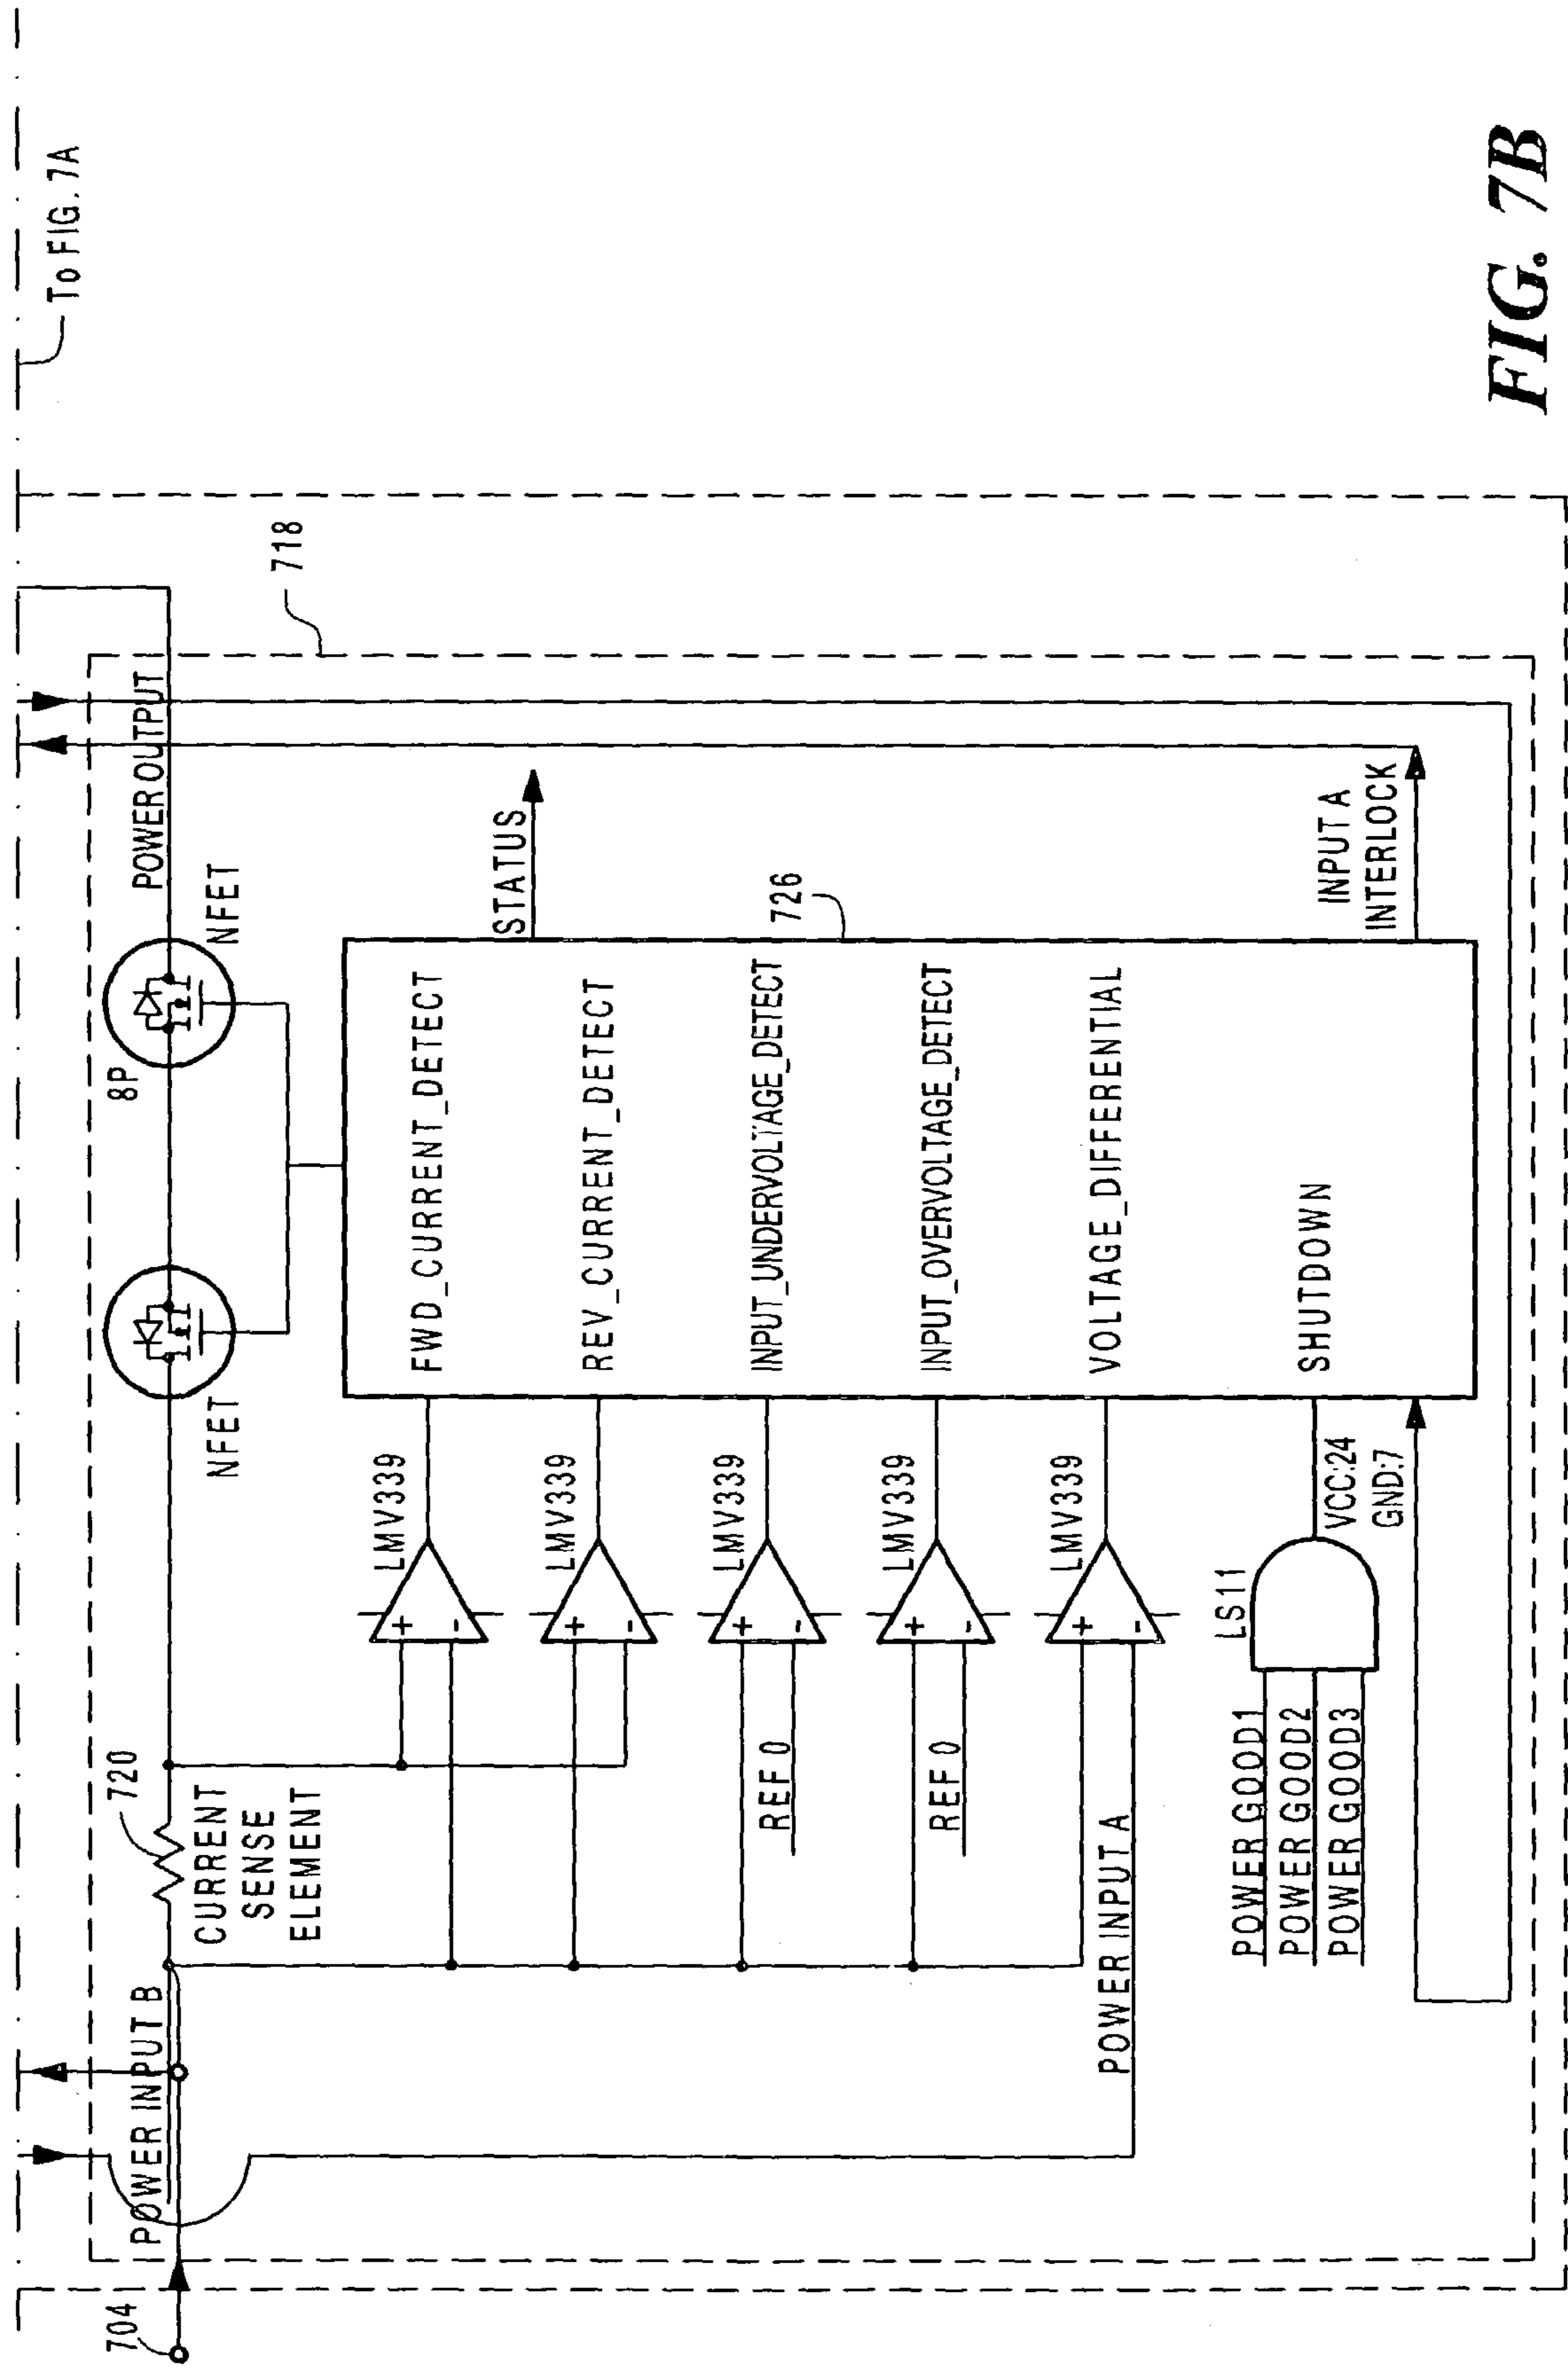 To FIG. 7A
718
704
POWER INPUT B
720
CURRENT
SENSE
ELEMENT
NFET
8P
NFET
POWER OUTPUT
LMV339
FWD_CURRENT_DETECT
STATUS
LMV339
REV_CURRENT_DETECT
REF 0
LMV339
INPUT_UNDERVOLTAGE_DETECT
726
REF 0
LMV339
INPUT_OVERVOLTAGE_DETECT
POWER INPUT A
LMV339
VOLTAGE_DIFFERENTIAL
POWER GOOD1
POWER GOOD2
POWER GOOD3
LS11
VCC:24
GND:7
SHUTDOWN
INPUT A
INTERLOCK
FIG. 7B